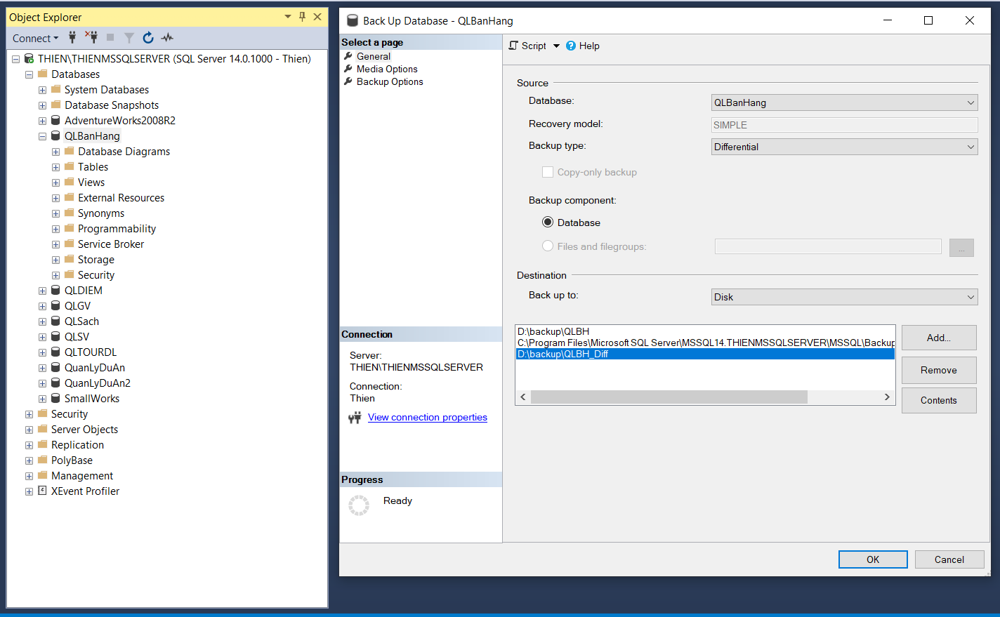 Object Explorer
Connect
THIEN\THIENMSSQLSERVER (SQL Server 14.0.1000 - Thien)
Databases
System Databases
Database Snapshots
AdventureWorks2008R2
QLBanHang
Database Diagrams
Tables
Views
External Resources
Synonyms
Programmability
Service Broker
Storage
Security
QLDIEM
QLGV
QLSach
QLSV
QLTOURDL
QuanLyDuAn
QuanLyDuAn2
SmallWorks
Security
Server Objects
Replication
PolyBase
Management
XEvent Profiler
Back Up Database - QLBanHang
Select a page
General
Media Options
Backup Options
Connection
Server:
THIEN\THIENMSSQLSERVER
Connection:
Thien
View connection properties
Progress
Ready
Script
Help
Source
Database:
QLBanHang
Recovery model:
SIMPLE
Backup type:
Differential
Copy-only backup
Backup component:
Database
Files and filegroups:
...
Destination
Back up to:
Disk
D:\backup\QLBH
C:\Program Files\Microsoft SQL Server\MSSQL14.THIENMSSQLSERVER\MSSQL\Backup
D:\backup\QLBH_Diff
Add...
Remove
Contents
OK
Cancel